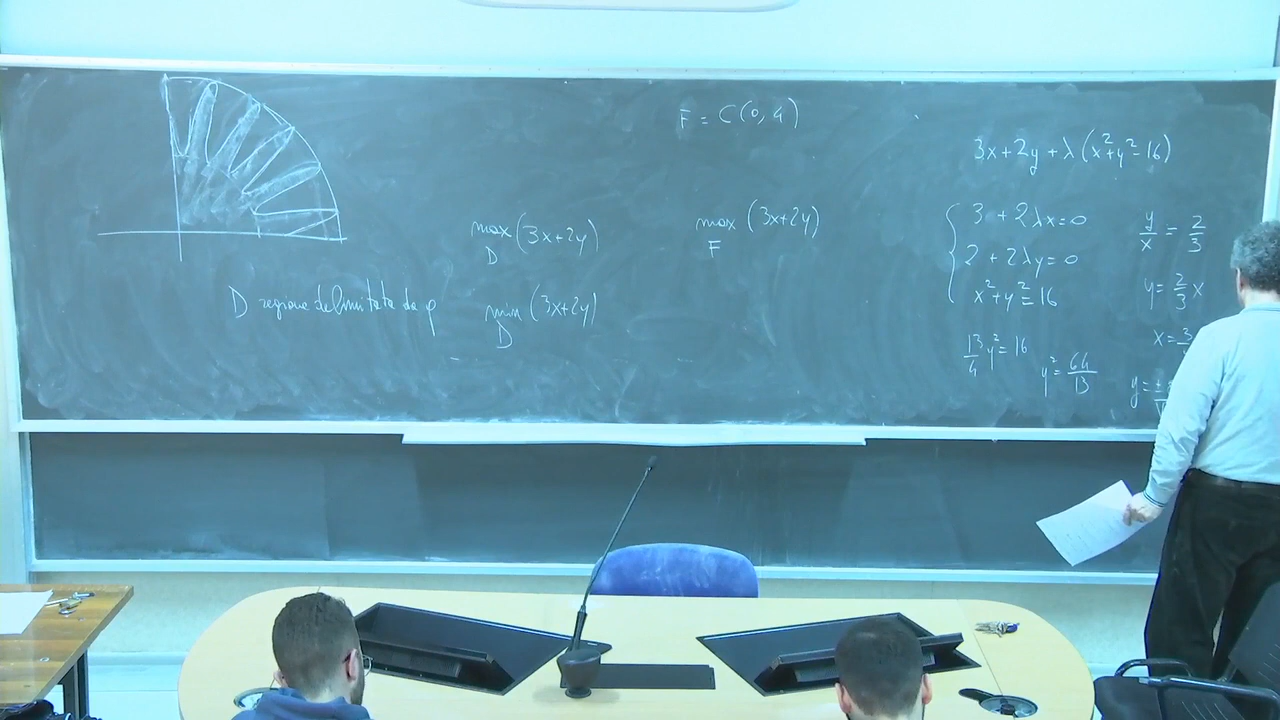 F = C(0, 4)
3x+2y+λ(x²+y²=16)
max (3x+2y)
D
max (3x+2y)
F
3 + 2λx=0
2 + 2λy=0
x²+y²=16
y/x = 2/3
y= 2/3 x
D regione delimitata da φ
min (3x+2y)
D
13/4 y²=16
y²= 64/13
x=3
y=±